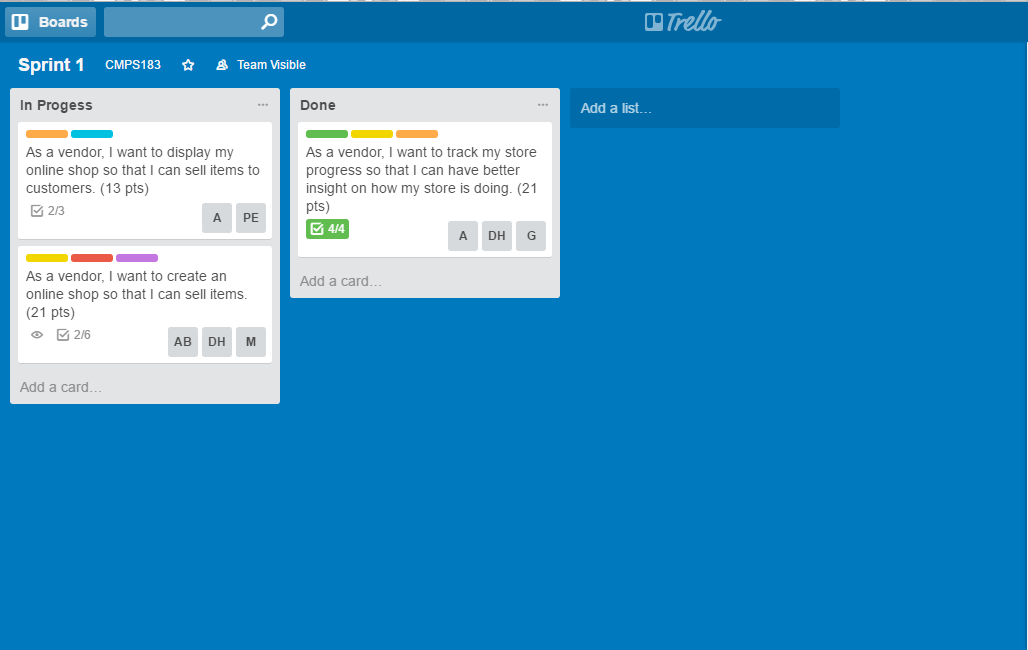 Boards
Trello
Sprint 1 CMPS183 Team Visible
In Progess ...
As a vendor, I want to display my
online shop so that I can sell items to
customers. (13 pts)
2/3
A PE
As a vendor, I want to create an
online shop so that I can sell items.
(21 pts)
2/6
AB DH M
Add a card...
Done ...
As a vendor, I want to track my store
progress so that I can have better
insight on how my store is doing. (21
pts)
4/4
A DH G
Add a card...
Add a list...